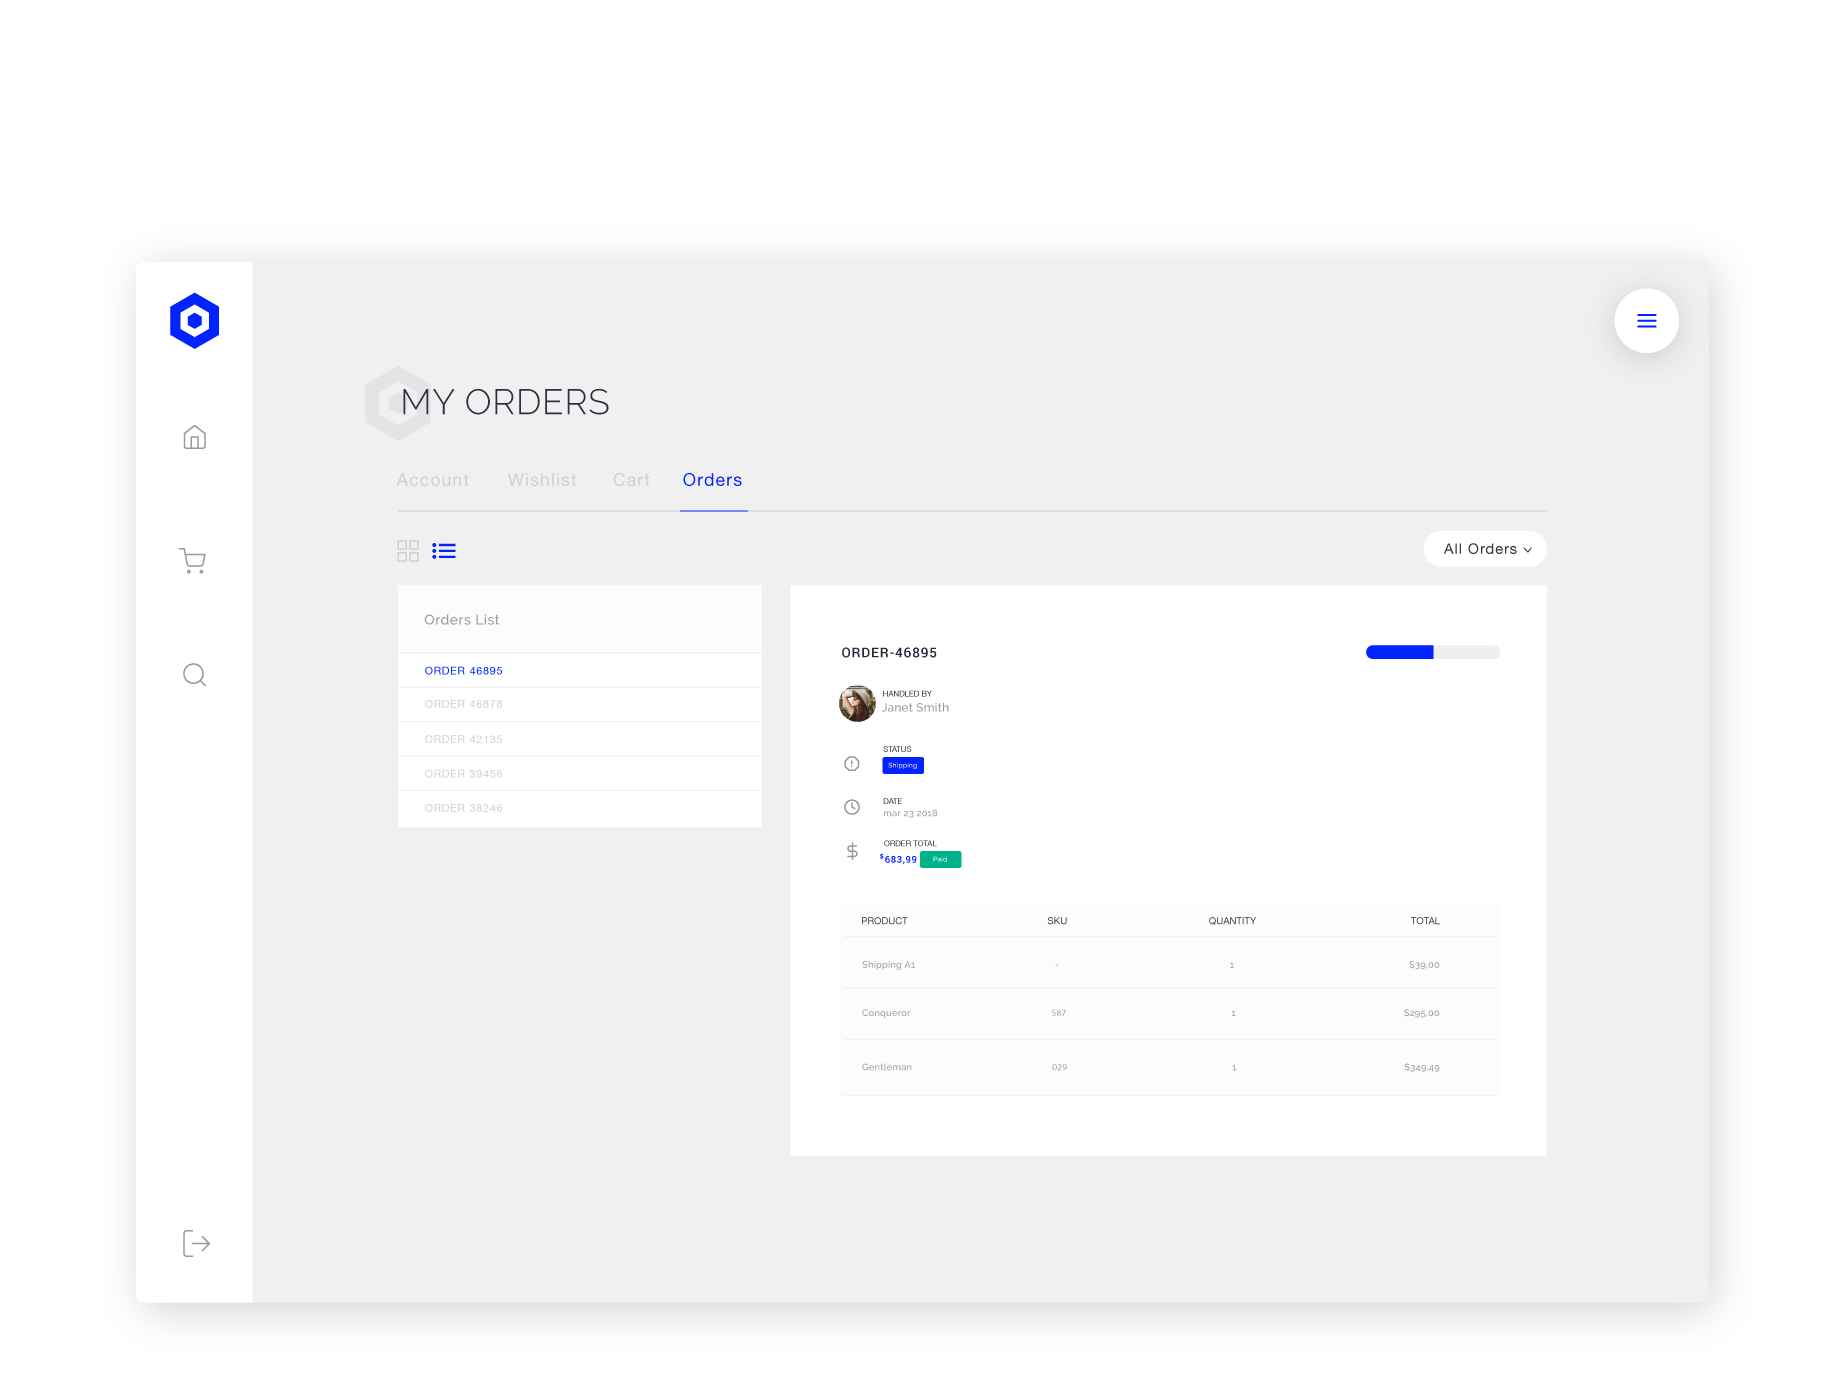 MY ORDERS
Account Wishlist Cart Orders
All Orders
Orders List
ORDER 46895
ORDER 46878
ORDER 42135
ORDER 39456
ORDER 38246
ORDER-46895
HANDLED BY
Janet Smith
STATUS
Shipping
DATE
mar 23 2018
ORDER TOTAL
$683,99 Paid
PRODUCT SKU QUANTITY TOTAL
Shipping A1 - 1 $39,00
Conqueror 587 1 $295,00
Gentleman 029 1 $349,49